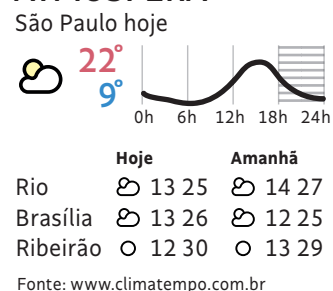 São Paulo hoje
22°
9°
0h 6h 12h 18h 24h
Hoje Amanhã
Rio 13 25 14 27
Brasília 13 26 12 25
Ribeirão 12 30 13 29
Fonte: www.climatempo.com.br